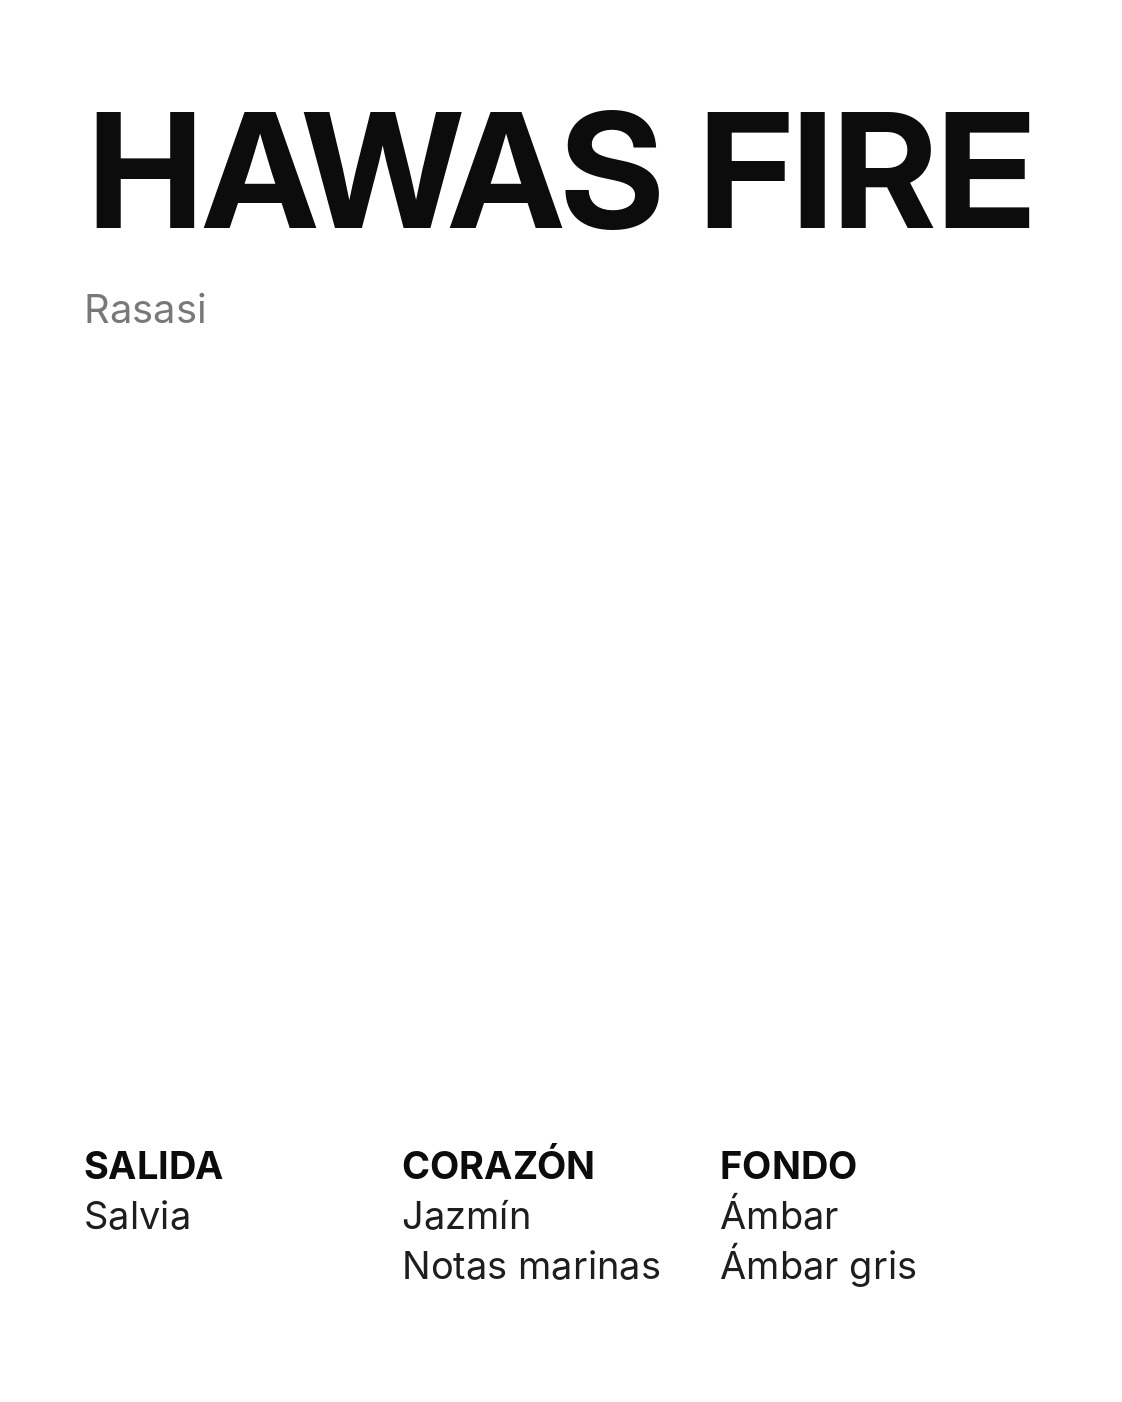 HAWAS FIRE
Rasasi
SALIDA
Salvia
CORAZÓN
Jazmín
Notas marinas
FONDO
Ámbar
Ámbar gris